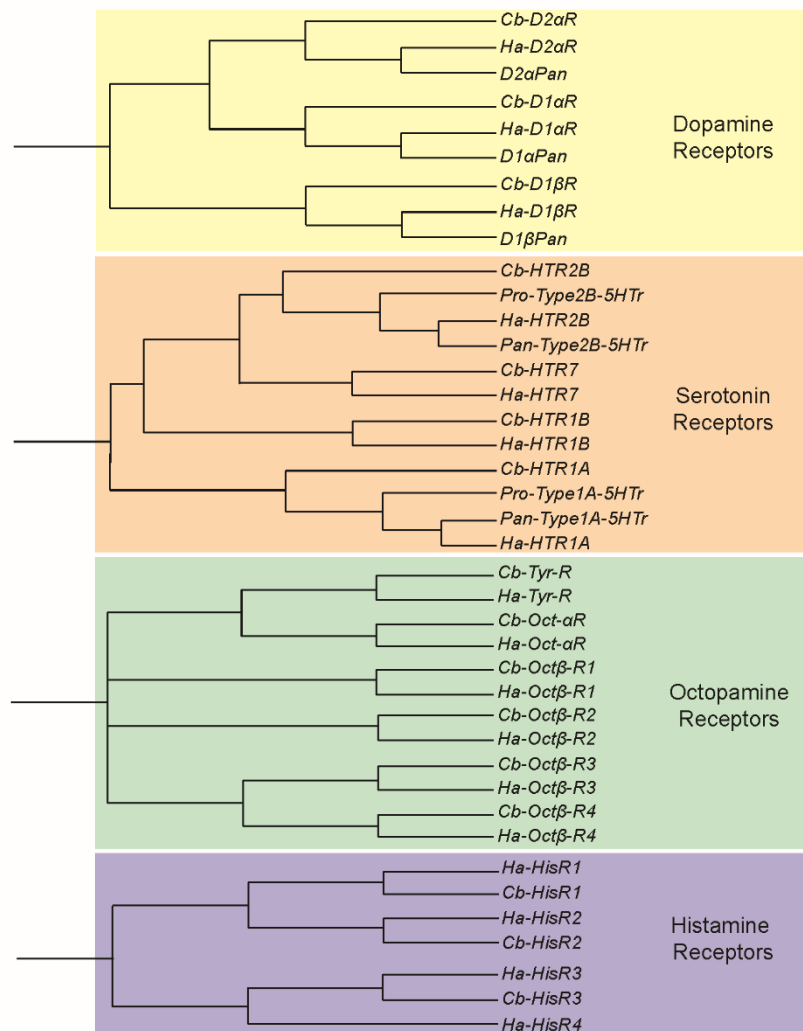 Cb-D2αR
Ha-D2αR
D2αPan
Cb-D1αR
Ha-D1αR
D1αPan
Cb-D1βR
Ha-D1βR
D1βPan
Dopamine
Receptors
Cb-HTR2B
Pro-Type2B-5HTr
Ha-HTR2B
Pan-Type2B-5HTr
Cb-HTR7
Ha-HTR7
Cb-HTR1B
Ha-HTR1B
Cb-HTR1A
Pro-Type1A-5HTr
Pan-Type1A-5HTr
Ha-HTR1A
Serotonin
Receptors
Cb-Tyr-R
Ha-Tyr-R
Cb-Oct-αR
Ha-Oct-αR
Cb-Octβ-R1
Ha-Octβ-R1
Cb-Octβ-R2
Ha-Octβ-R2
Cb-Octβ-R3
Ha-Octβ-R3
Cb-Octβ-R4
Ha-Octβ-R4
Octopamine
Receptors
Ha-HisR1
Cb-HisR1
Ha-HisR2
Cb-HisR2
Ha-HisR3
Cb-HisR3
Ha-HisR4
Histamine
Receptors